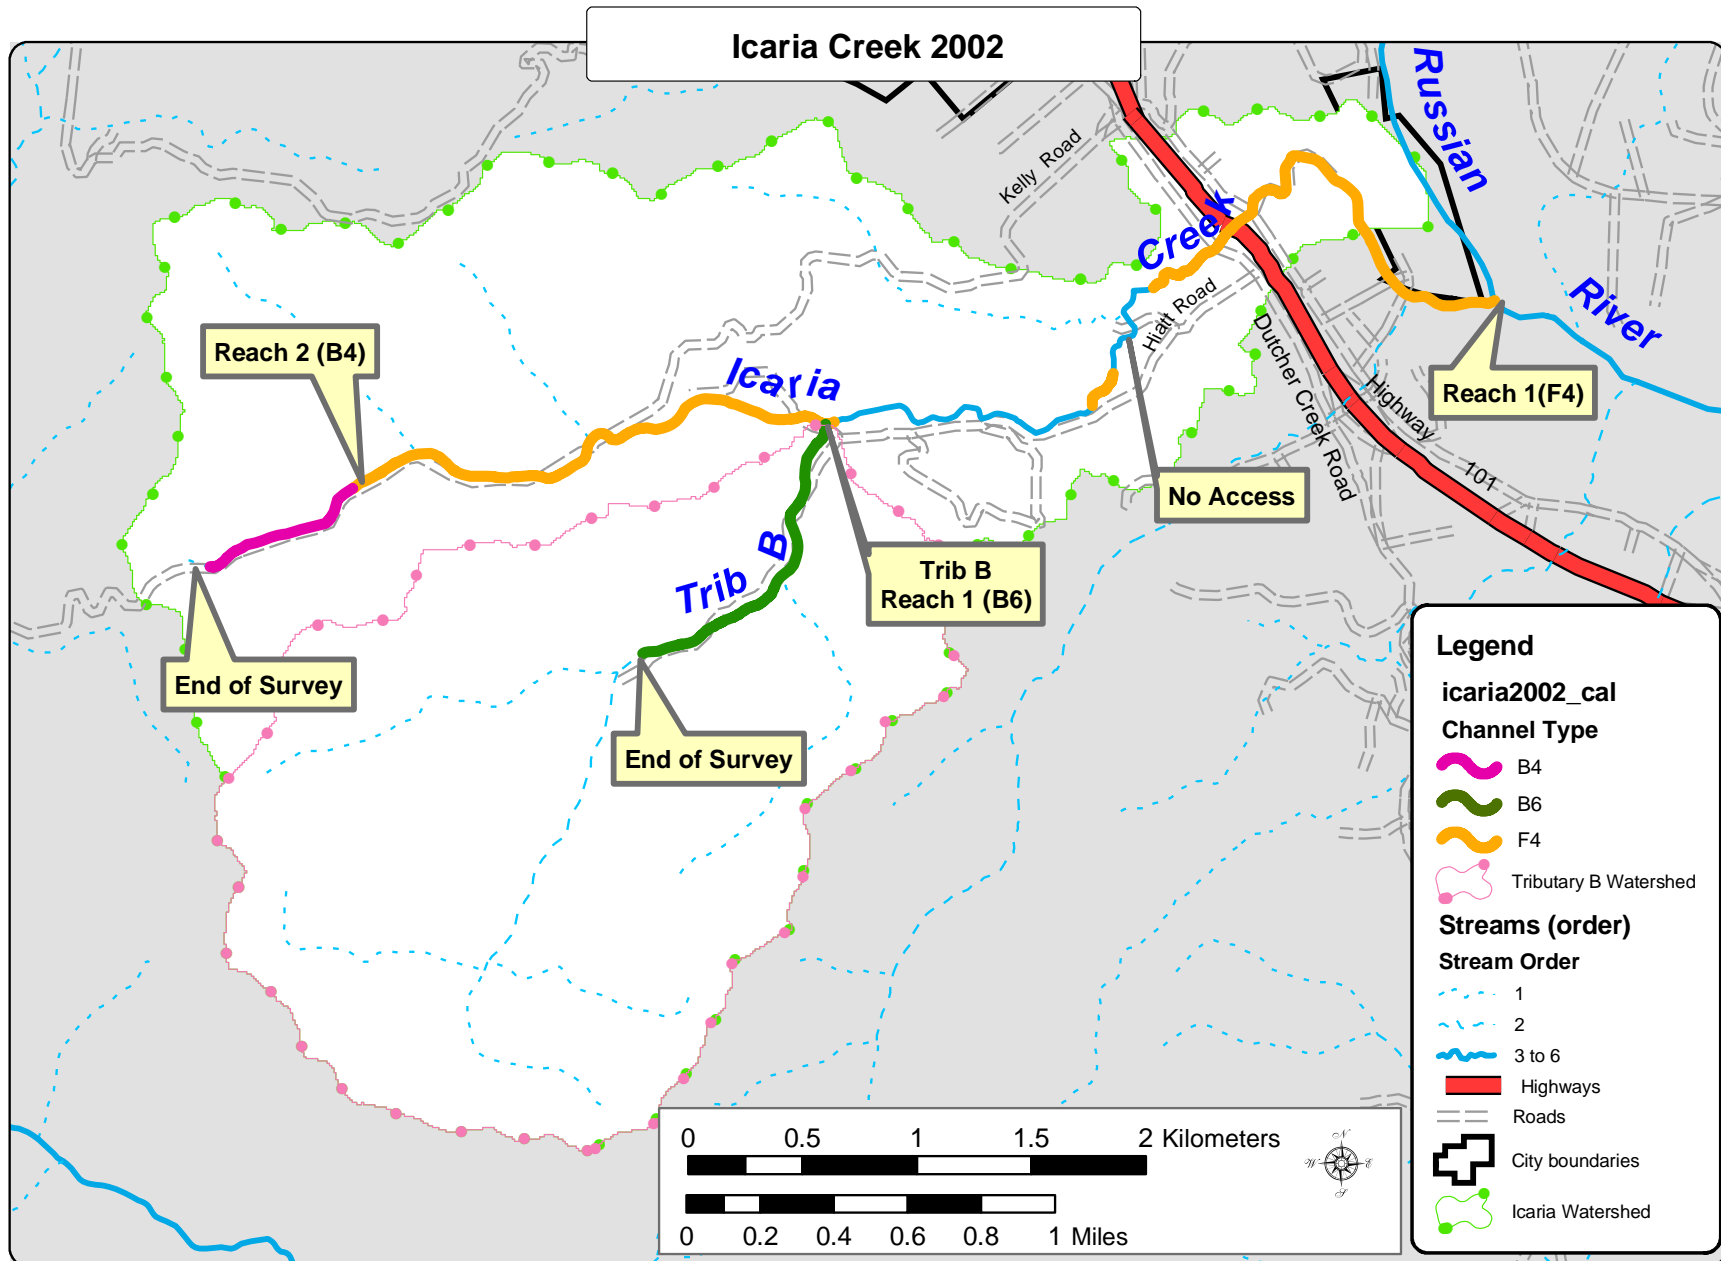 Icaria Creek 2002
Russian
River
Kelly Road
Creek
Hiatt Road
Dutcher Creek Road
Highway
101
Reach 2 (B4)
Icaria
Reach 1(F4)
No Access
Trib B
Trib B
Reach 1 (B6)
End of Survey
End of Survey
Legend
icaria2002_cal
Channel Type
B4
B6
F4
Tributary B Watershed
Streams (order)
Stream Order
1
2
3 to 6
Highways
Roads
City boundaries
Icaria Watershed
0 0.5 1 1.5 2 Kilometers
0 0.2 0.4 0.6 0.8 1 Miles
N
W E
S